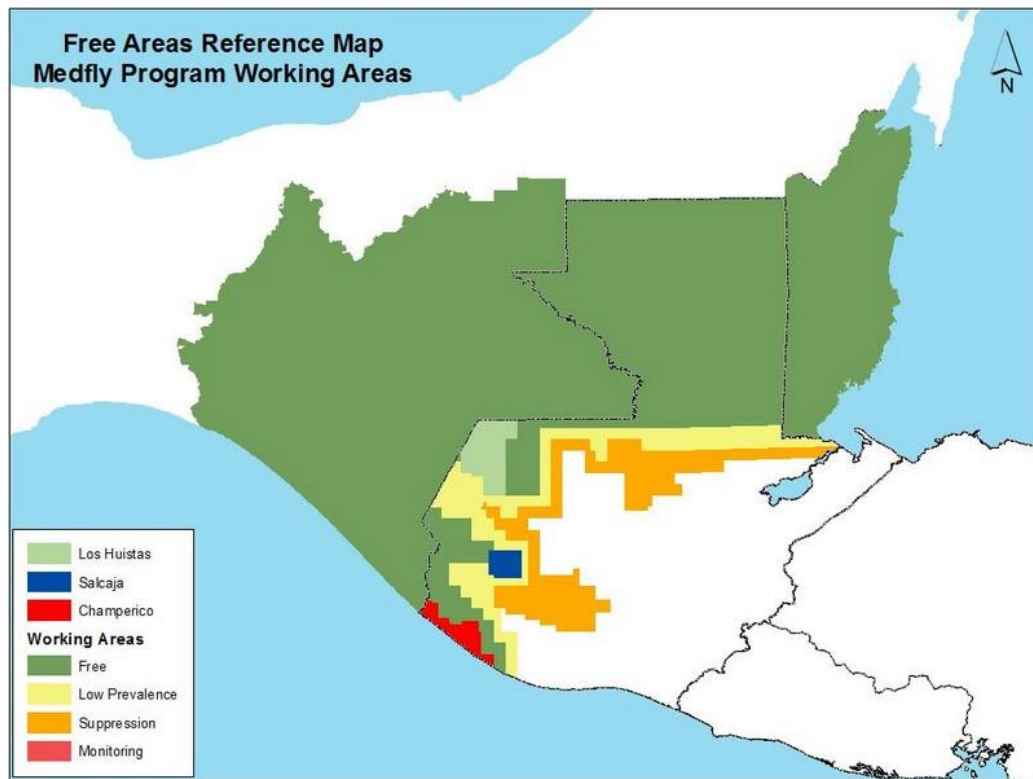 Free Areas Reference Map
Medfly Program Working Areas
N
Los Huistas
Salcaja
Champerico
Working Areas
Free
Low Prevalence
Suppression
Monitoring